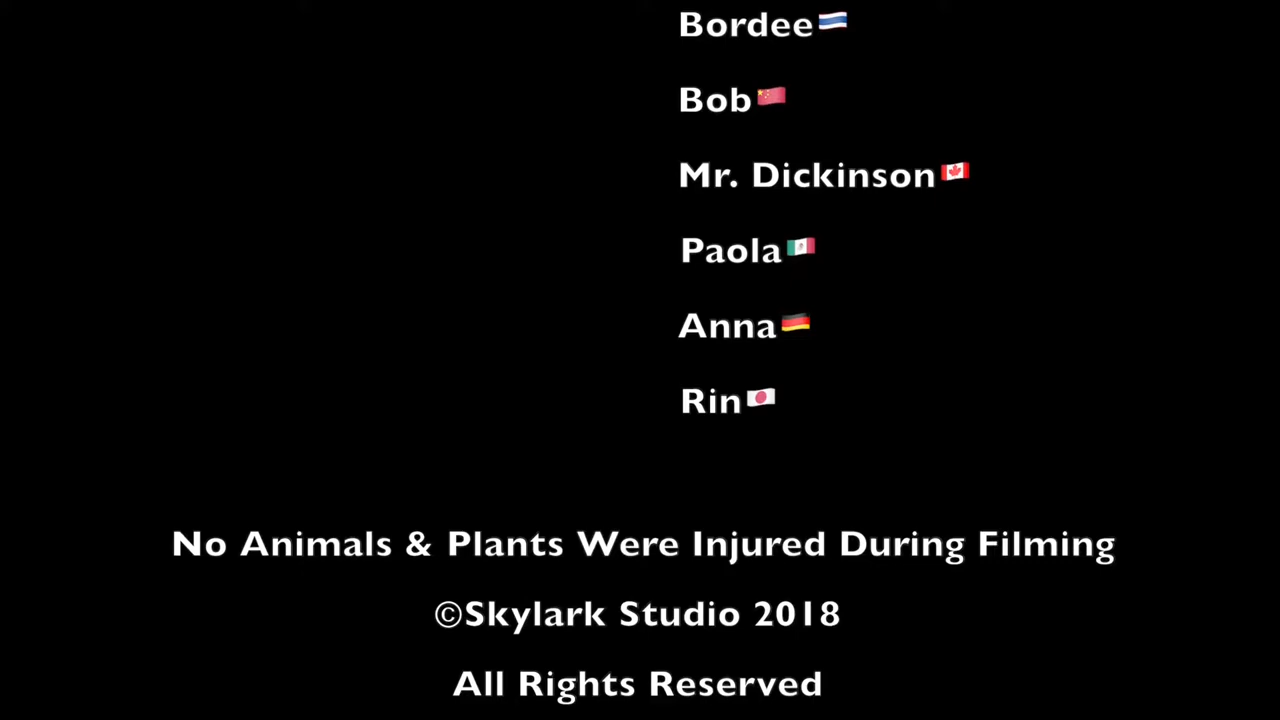 Bordee🇹🇭
Bob🇨🇳
Mr. Dickinson🇨🇦
Paola🇲🇽
Anna🇩🇪
Rin🇯🇵
No Animals & Plants Were Injured During Filming
©Skylark Studio 2018
All Rights Reserved